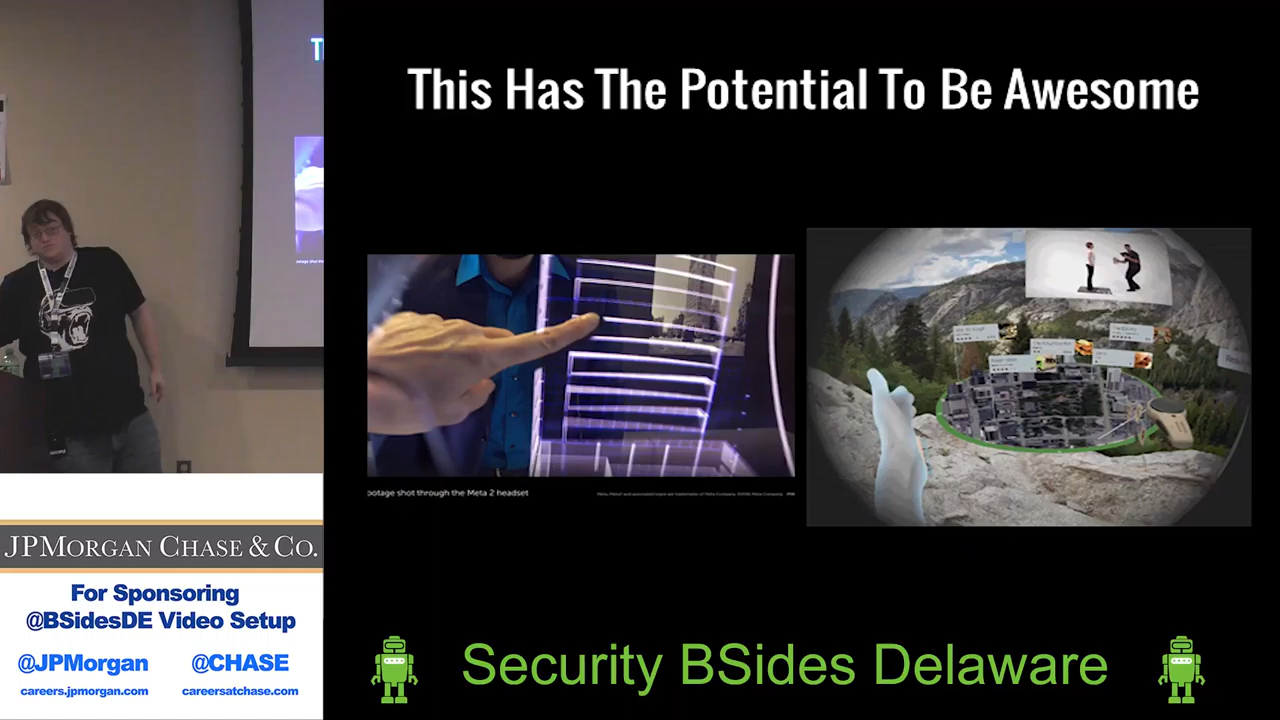 This Has The Potential To Be Awesome
ootage shot through the Meta 2 headset
JPMORGAN CHASE & CO.
For Sponsoring
@BSidesDE Video Setup
@JPMorgan @CHASE
careers.jpmorgan.com careersatchase.com
Security BSides Delaware